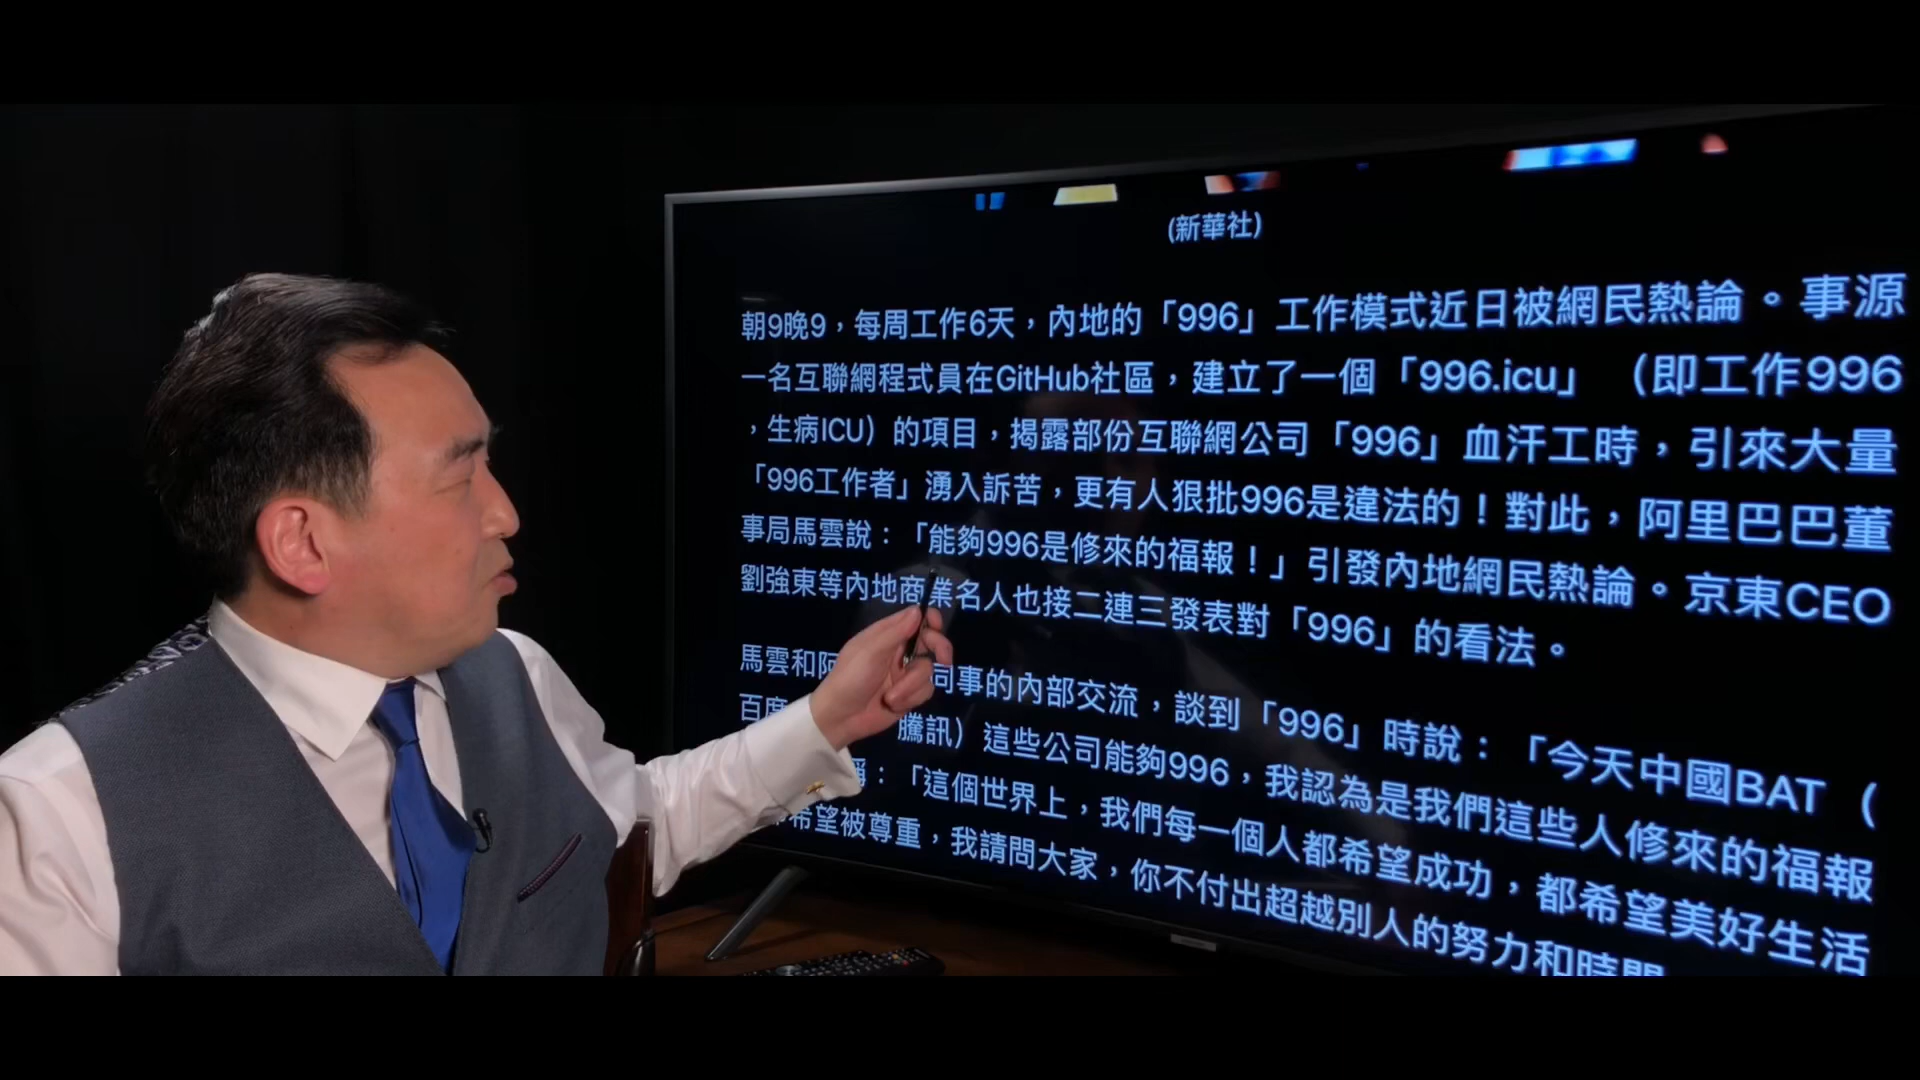 (新華社)
朝9晚9，每周工作6天，內地的「996」工作模式近日被網民熱論。事源
一名互聯網程式員在GitHub社區，建立了一個「996.icu」（即工作996
，生病ICU）的項目，揭露部份互聯網公司「996」血汗工時，引來大量
「996工作者」湧入訴苦，更有人狠批996是違法的！對此，阿里巴巴董
事局馬雲說：「能夠996是修來的福報！」引發內地網民熱論。京東CEO
劉強東等內地商業名人也接二連三發表對「996」的看法。
馬雲和阿 同事的內部交流，談到「996」時說：「今天中國BAT（
百度 騰訊）這些公司能夠996，我認為是我們這些人修來的福報
：「這個世界上，我們每一個人都希望成功，都希望美好生活
希望被尊重，我請問大家，你不付出超越別人的努力和時間